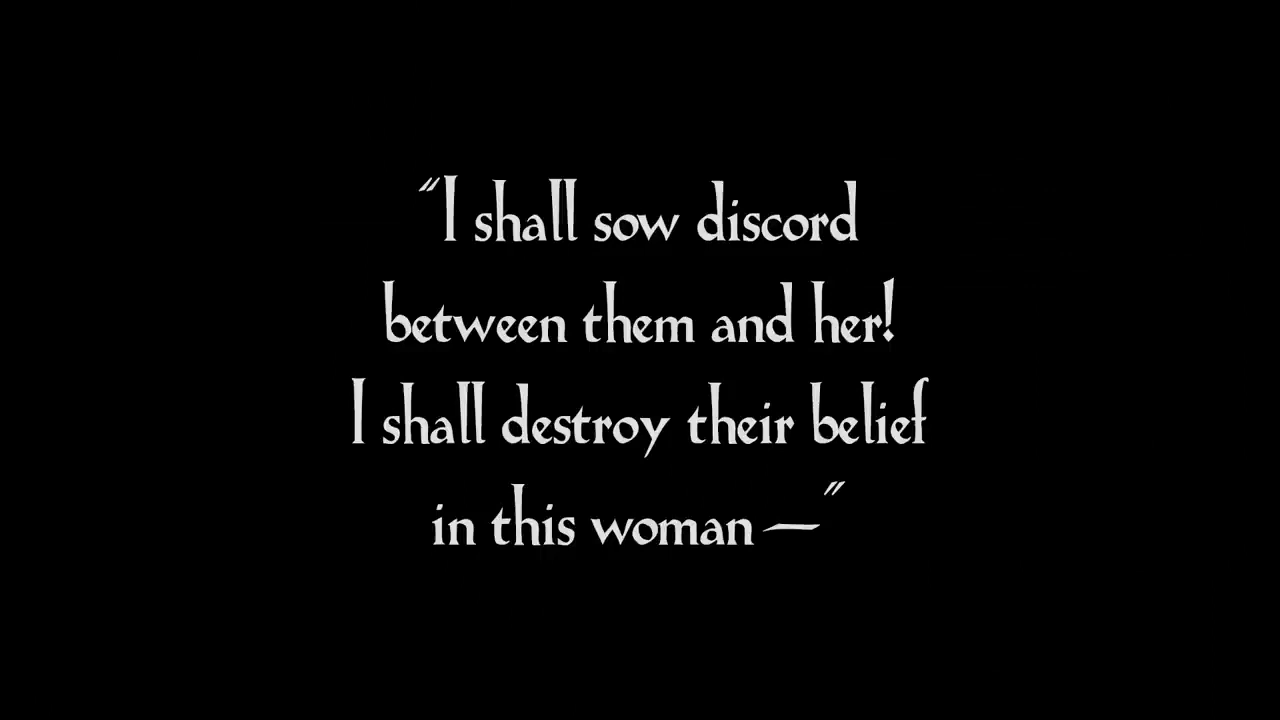 "I shall sow discord
between them and her!
I shall destroy their belief
in this woman —"